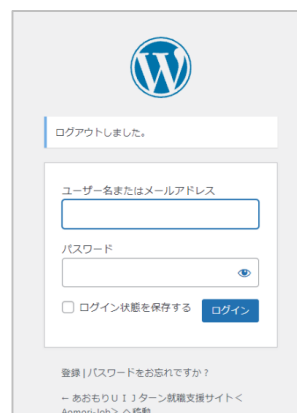 ログアウトしました。
ユーザー名またはメールアドレス
パスワード
ログイン状態を保存する
ログイン
登録 | パスワードをお忘れですか ?
← あおもりＵＩＪターン就職支援サイト＜
Aomori-Job＞ へ移動